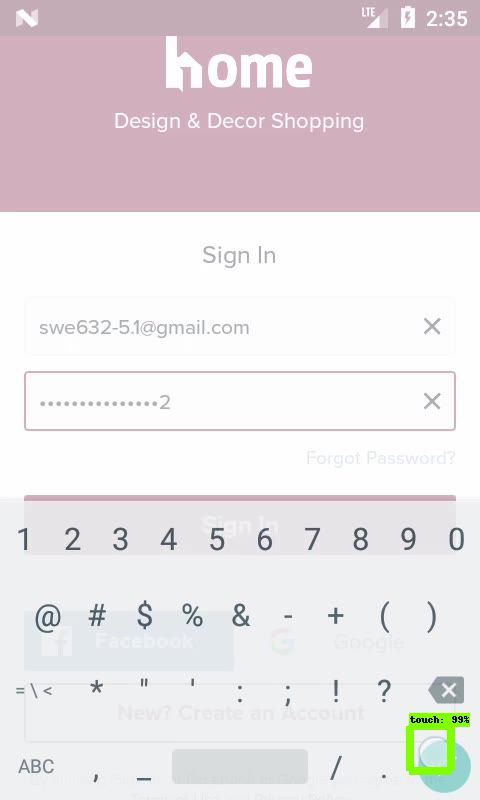 LTE 2:35
home
Design & Decor Shopping
Sign In
swe632-5.1@gmail.com
•••••••••••••••2
Forgot Password?
Sign In
1 2 3 4 5 6 7 8 9 0
@ # $ % & - + ( )
Facebook
Google
= \ < * " ' : ; ! ?
New? Create an Account
touch: 99%
ABC , _ / .